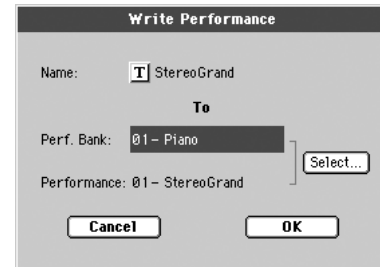 Write Performance
Name: T StereoGrand
To
Perf. Bank: 01- Piano
Select...
Performance: 01- StereoGrand
Cancel OK